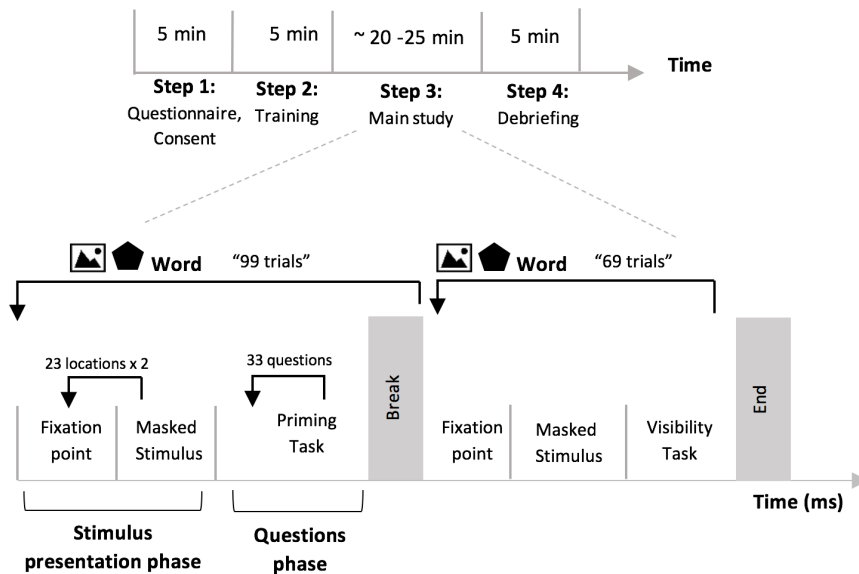 5 min
5 min
~ 20 -25 min
5 min
Time
Step 1:
Questionnaire,
Consent
Step 2:
Training
Step 3:
Main study
Step 4:
Debriefing
Word “99 trials”
Word “69 trials”
23 locations x 2
33 questions
Fixation
point
Masked
Stimulus
Priming
Task
Break
Fixation
point
Masked
Stimulus
Visibility
Task
End
Time (ms)
Stimulus
presentation phase
Questions
phase